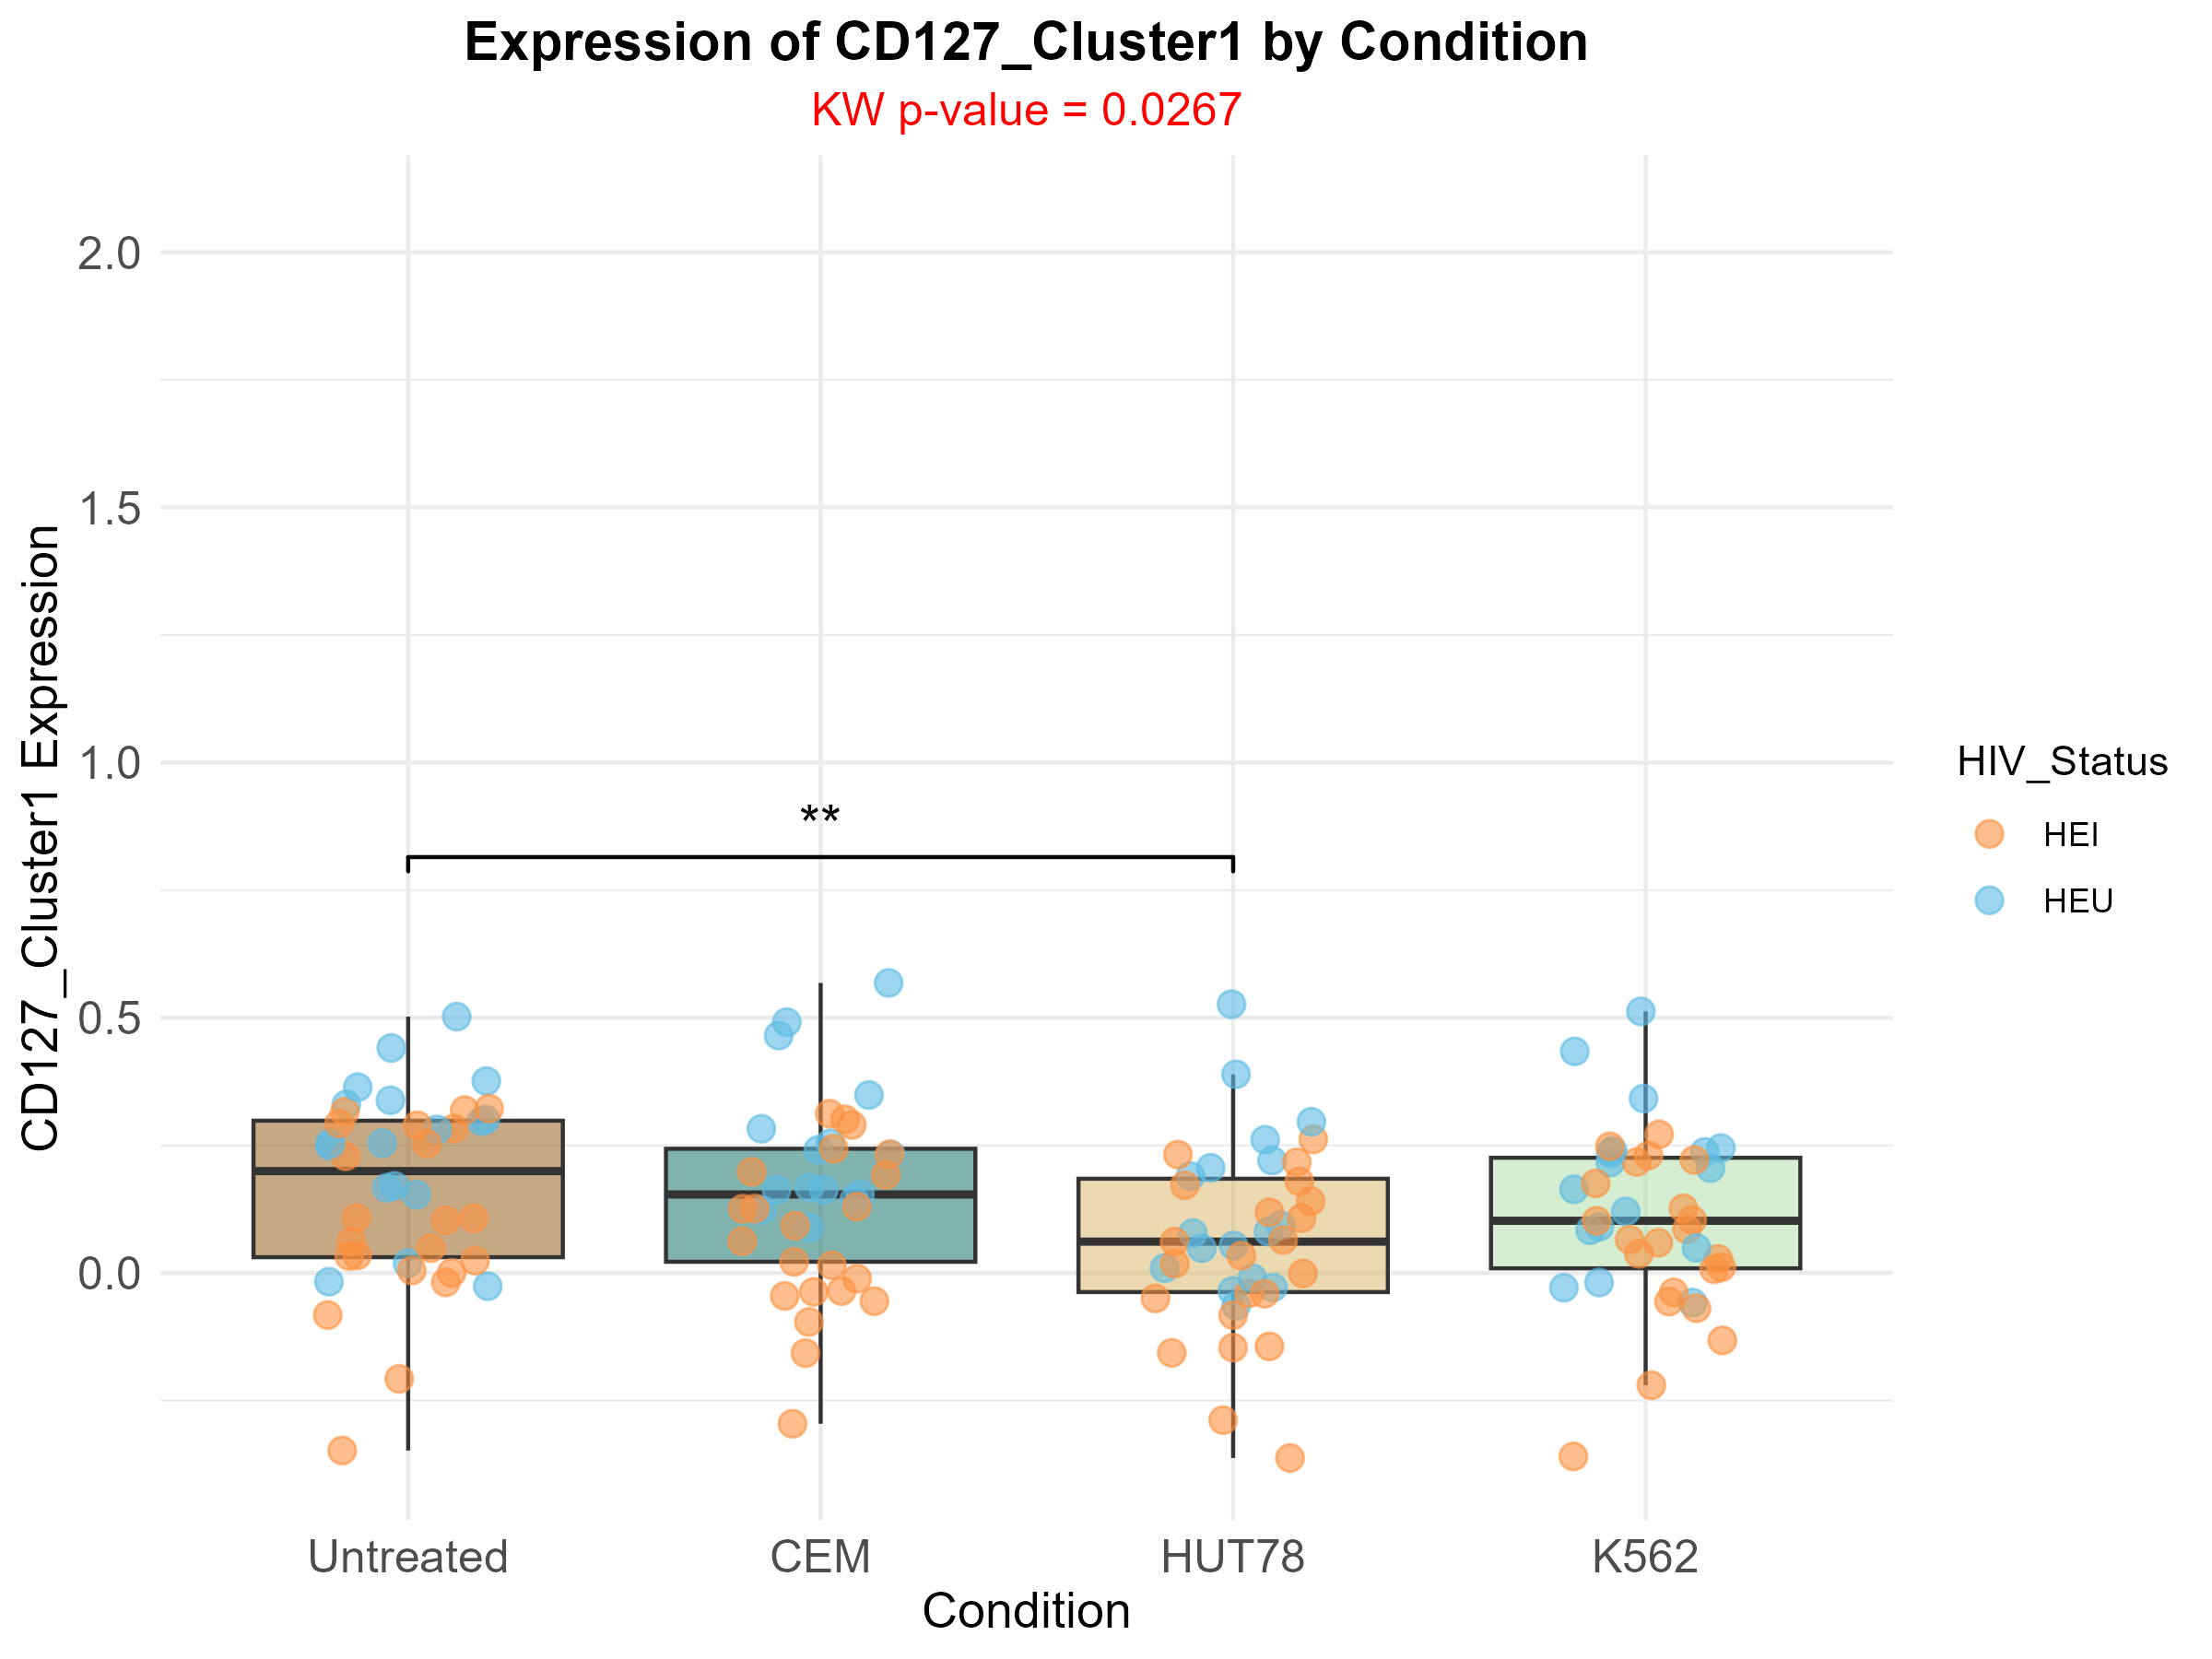 Expression of CD127_Cluster1 by Condition
KW p-value = 0.0267
CD127_Cluster1 Expression
2.0
1.5
1.0
0.5
0.0
**
Untreated
CEM
HUT78
K562
Condition
HIV_Status
HEI
HEU